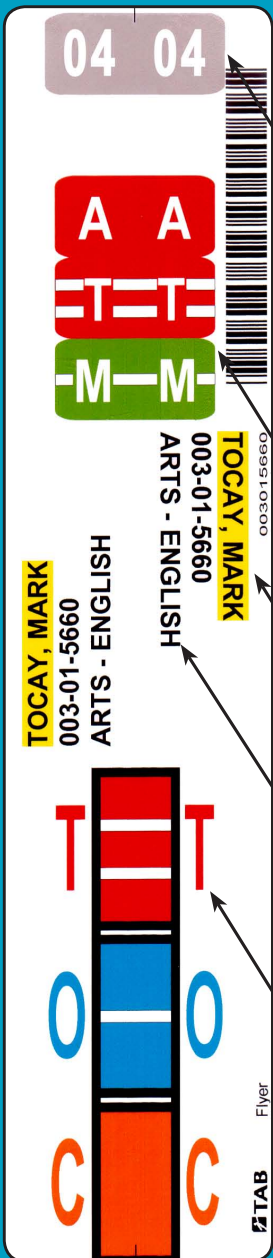 04 04
A A
T T
M M
003015660
TOCAY, MARK
003-01-5660
ARTS - ENGLISH
TOCAY, MARK
003-01-5660
ARTS - ENGLISH
T T
O O
C C
TAB
Flyer